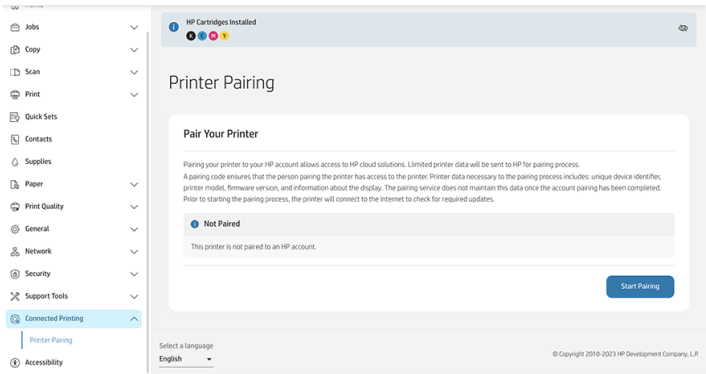 Home
Jobs
Copy
Scan
Print
Quick Sets
Contacts
Supplies
Paper
Print Quality
General
Network
Security
Support Tools
Connected Printing
Printer Pairing
Accessibility
HP Cartridges Installed
K C M Y
Printer Pairing
Pair Your Printer
Pairing your printer to your HP account allows access to HP cloud solutions. Llimited printer data will be sent to HP for pairing process.
A pairing code ensures that the person pairing the printer has access to the printer. Printer data necessary to the pairing process includes: unique device identifier,
printer model, firmware version, and information about the display. The pairing service does not maintain this data once the account pairing has been completed.
Prior to starting the pairing process, the printer will connect to the Internet to check for required updates.
Not Paired
This printer is not paired to an HP account.
Start Pairing
Select a language
English
© Copyright 2010-2023 HP Development Company, L.P.